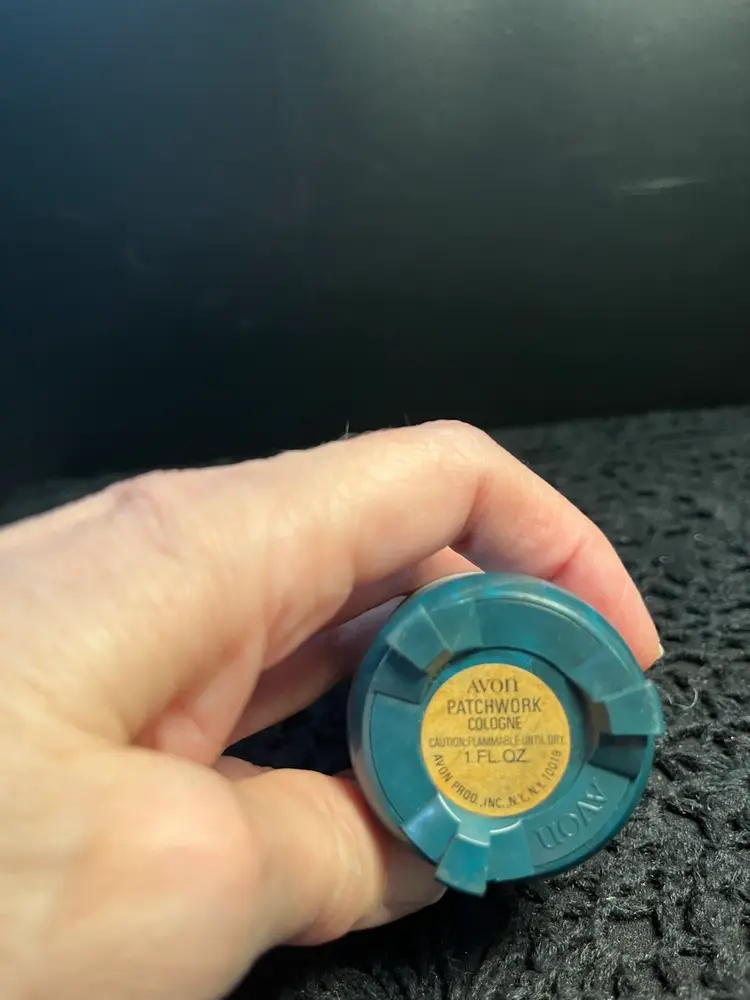 AVON
PATCHWORK
COLOGNE
CAUTION:FLAMMABLE UNTIL DRY.
1.FL.OZ.
AVON PROD.,INC.,N.Y.,N.Y.10019
AVON